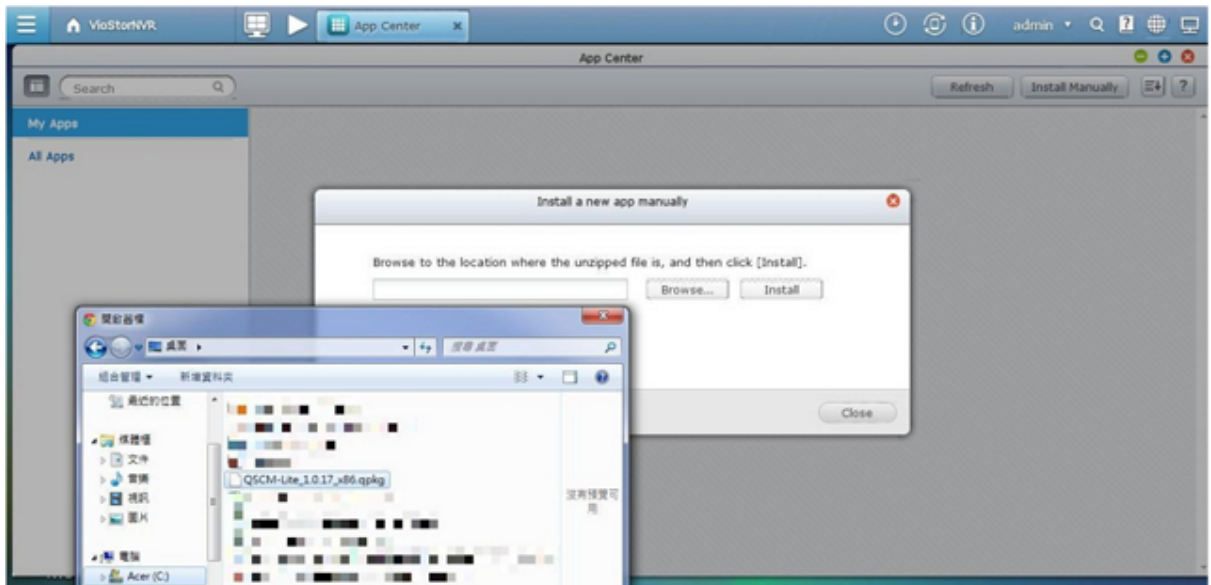 VioStorNVR
App Center
admin
App Center
Search
Refresh
Install Manually
My Apps
All Apps
Install a new app manually
Browse to the location where the unzipped file is, and then click [Install].
Browse...
Install
Close
開啟舊檔
桌面
搜尋 桌面
組合管理
新增資料夾
最近的位置
媒體櫃
文件
音樂
視訊
圖片
電腦
Acer (C:)
QSCM-Lite_1.0.17_x86.qpkg
沒有預覽可
用